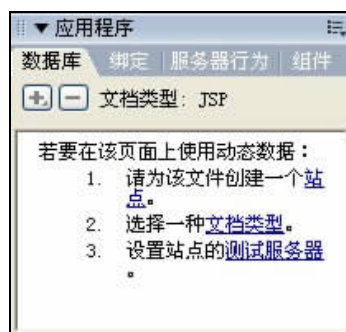 ▼应用程序
数据库 绑定 服务器行为 组件
文档类型: JSP
若要在该页面上使用动态数据：
1. 请为该文件创建一个站
点。
2. 选择一种文档类型。
3. 设置站点的测试服务器
。